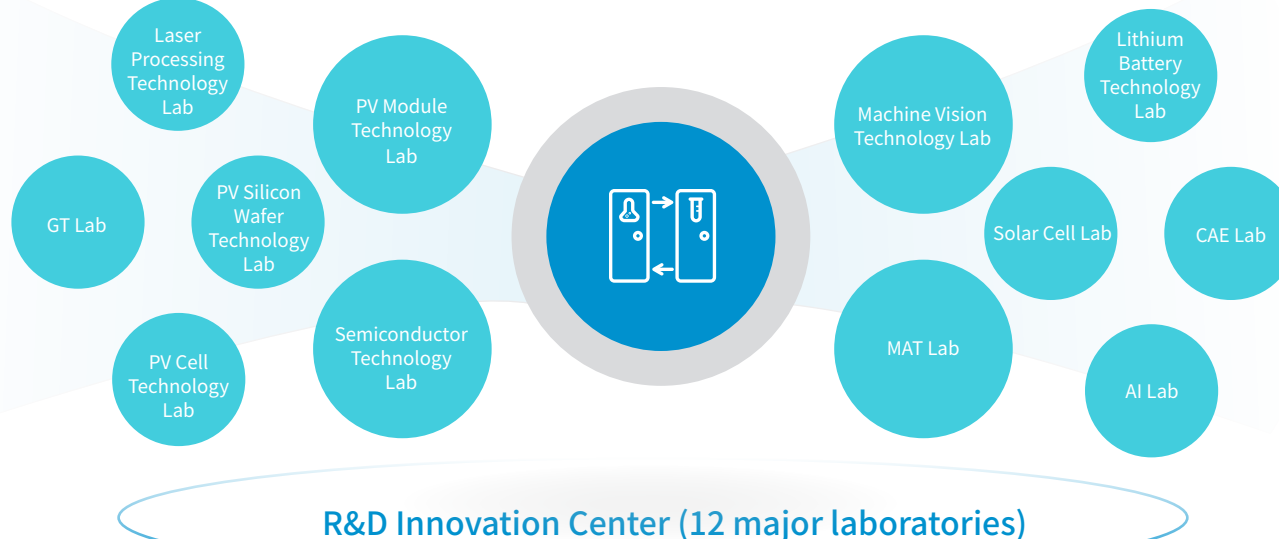 Laser
Processing
Technology
Lab
PV Module
Technology
Lab
GT Lab
PV Silicon
Wafer
Technology
Lab
PV Cell
Technology
Lab
Semiconductor
Technology
Lab
Machine Vision
Technology Lab
Lithium
Battery
Technology
Lab
Solar Cell Lab
CAE Lab
MAT Lab
AI Lab
R&D Innovation Center (12 major laboratories)